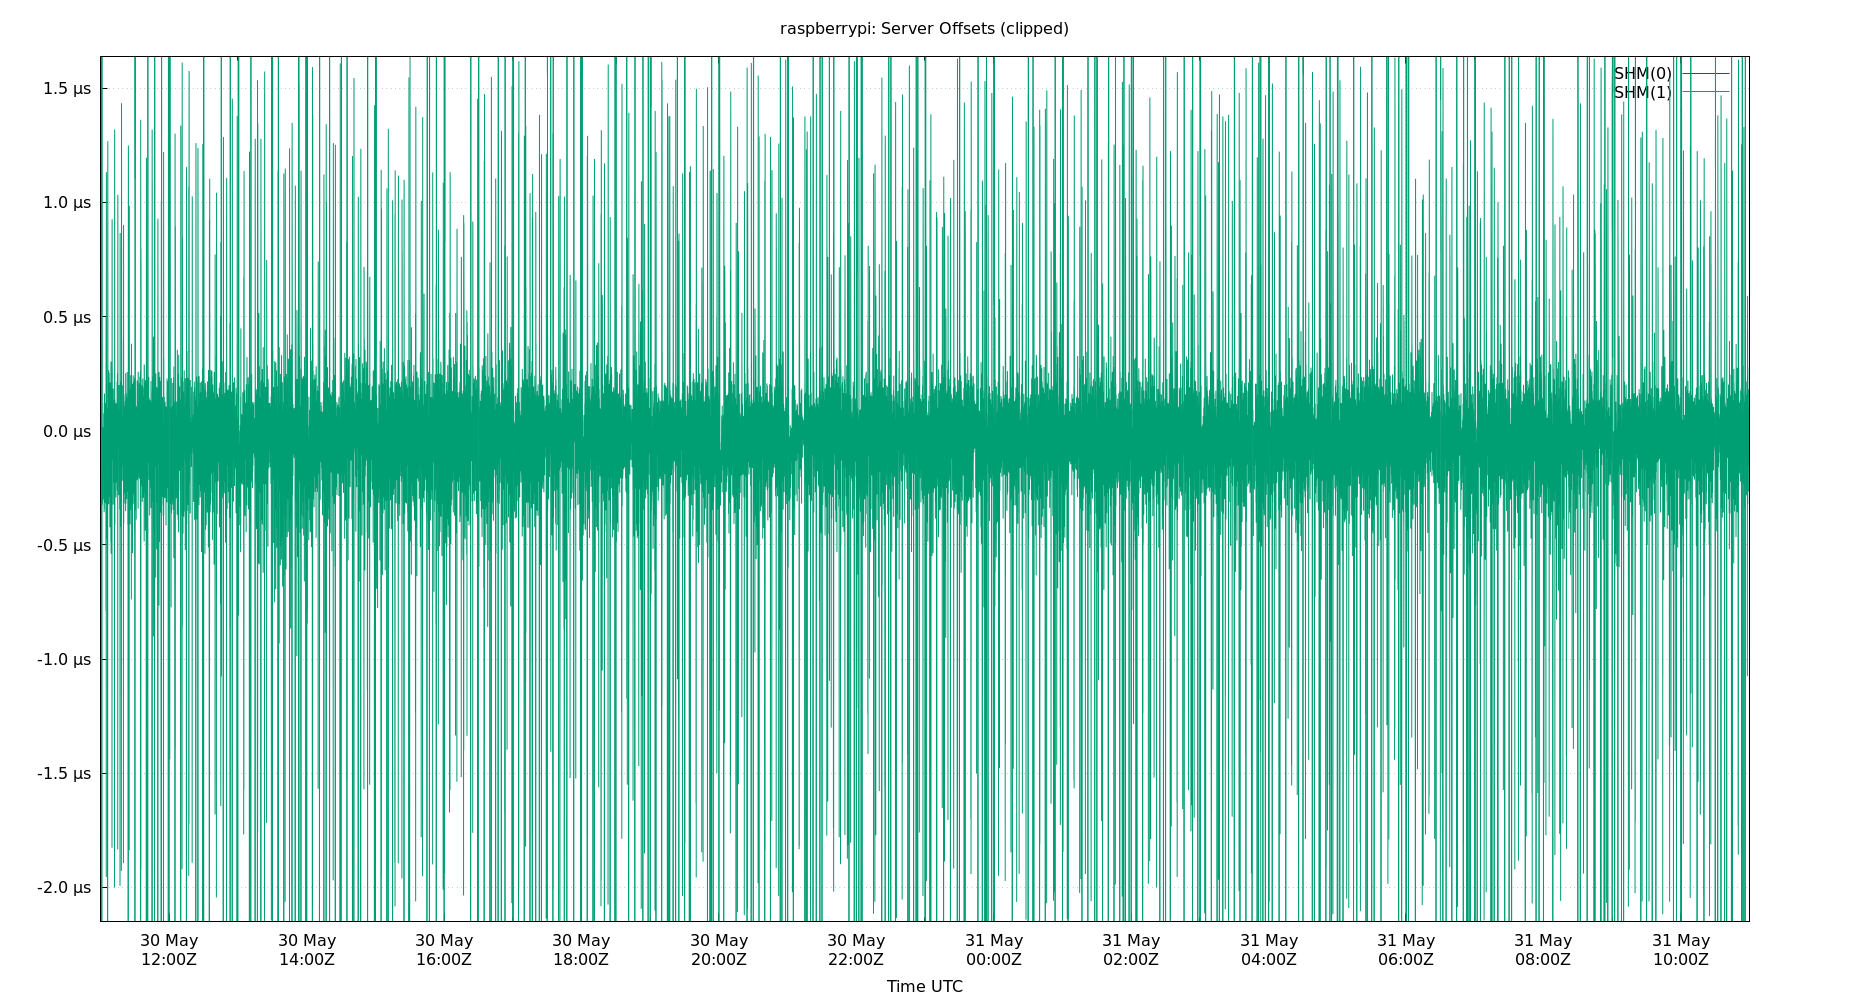 raspberrypi: Server Offsets (clipped)
SHM(0)
SHM(1)
1.5 µs
1.0 µs
0.5 µs
0.0 µs
-0.5 µs
-1.0 µs
-1.5 µs
-2.0 µs
30 May 30 May 30 May 30 May 30 May 30 May 31 May 31 May 31 May 31 May 31 May 31 May
12:00Z 14:00Z 16:00Z 18:00Z 20:00Z 22:00Z 00:00Z 02:00Z 04:00Z 06:00Z 08:00Z 10:00Z
Time UTC